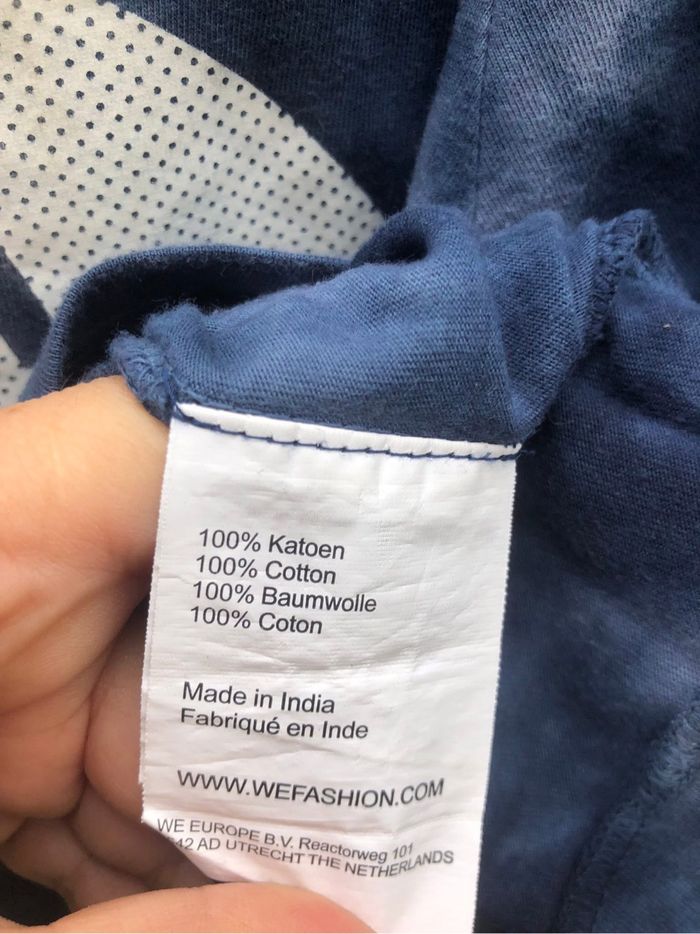 100% Katoen
100% Cotton
100% Baumwolle
100% Coton
Made in India
Fabriqué en Inde
WWW.WEFASHION.COM
WE EUROPE B.V. Reactorweg 101
42 AD UTRECHT THE NETHERLANDS